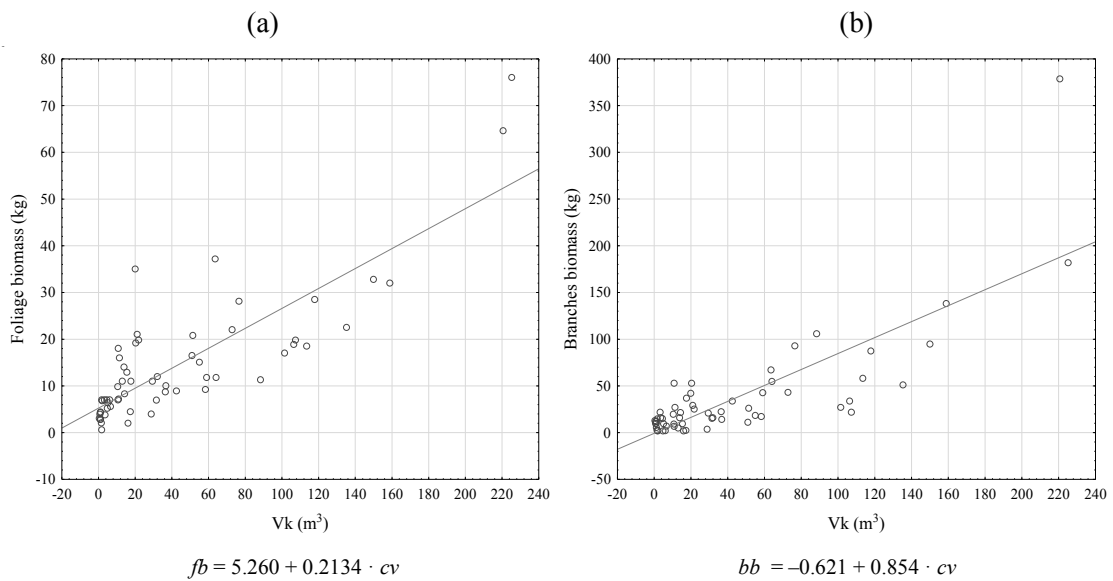 (a)
(b)
80
70
60
50
40
30
20
10
0
-10
Foliage biomass (kg)
-20 0 20 40 60 80 100 120 140 160 180 200 220 240
Vk (m³)
400
350
300
250
200
150
100
50
0
-50
Branches biomass (kg)
-20 0 20 40 60 80 100 120 140 160 180 200 220 240
Vk (m³)
fb = 5.260 + 0.2134 · cv
bb = –0.621 + 0.854 · cv